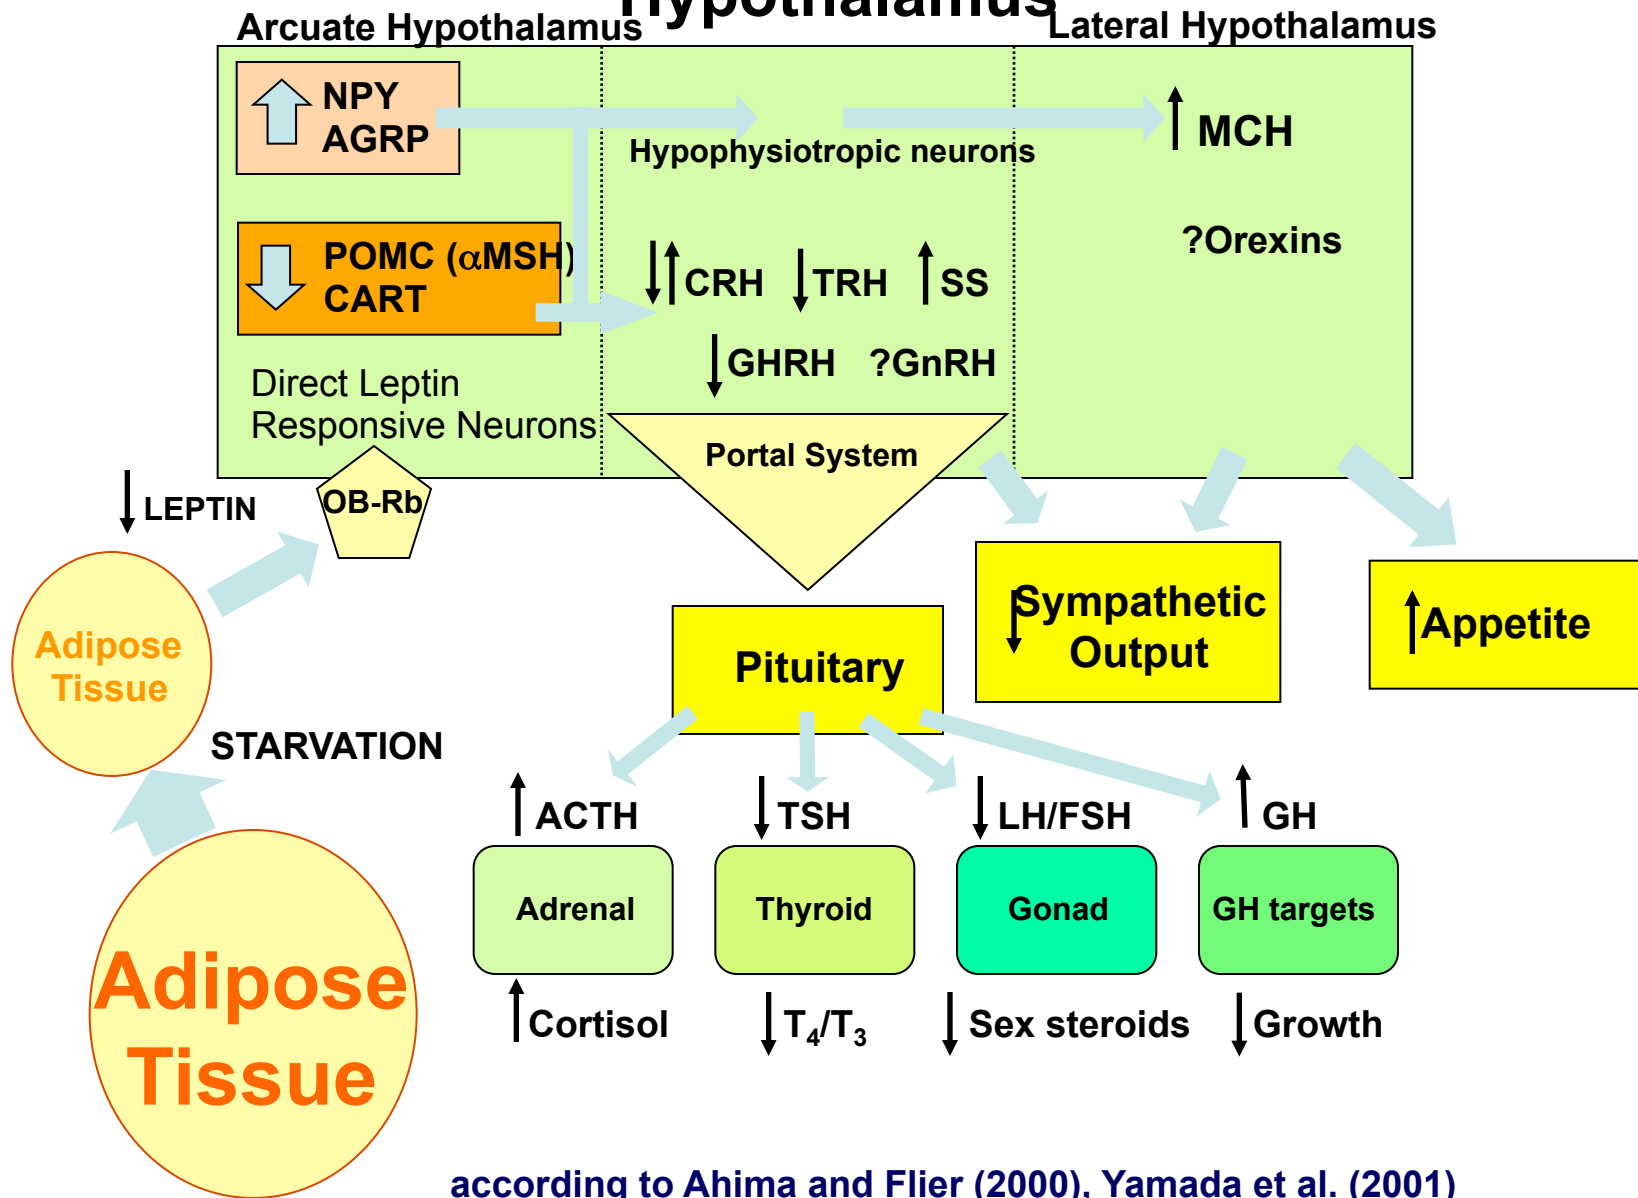 Hypothalamus
Arcuate Hypothalamus
Lateral Hypothalamus
NPY
AGRP
Hypophysiotropic neurons
MCH
?Orexins
POMC (αMSH)
CART
CRH
TRH
SS
GHRH
?GnRH
Direct Leptin
Responsive Neurons
Portal System
LEPTIN
OB-Rb
Sympathetic
Output
Appetite
Adipose
Tissue
Pituitary
STARVATION
ACTH
TSH
LH/FSH
GH
Adrenal
Thyroid
Gonad
GH targets
Adipose
Tissue
Cortisol
T₄/T₃
Sex steroids
Growth
according to Ahima and Flier (2000), Yamada et al. (2001)